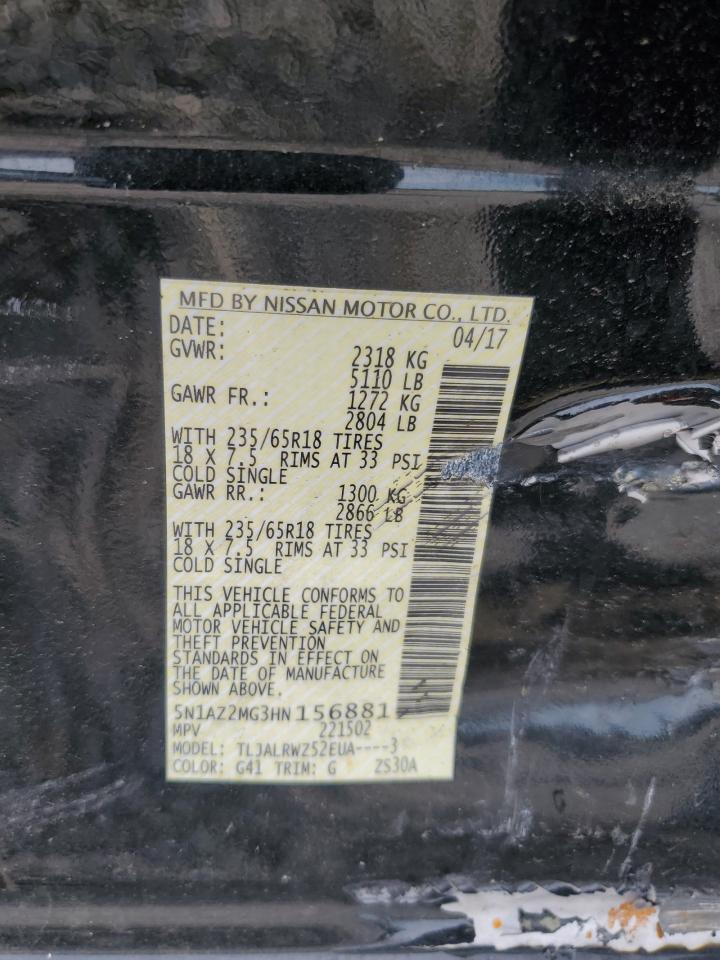 MFD BY NISSAN MOTOR CO., LTD.
DATE: 04/17
GVWR: 2318 KG
5110 LB
GAWR FR.: 1272 KG
2804 LB
WITH 235/65R18 TIRES
18 X 7.5 RIMS AT 33 PSI
COLD SINGLE
GAWR RR.: 1300 KG
2866 LB
WITH 235/65R18 TIRES
18 X 7.5 RIMS AT 33 PSI
COLD SINGLE
THIS VEHICLE CONFORMS TO
ALL APPLICABLE FEDERAL
MOTOR VEHICLE SAFETY AND
THEFT PREVENTION
STANDARDS IN EFFECT ON
THE DATE OF MANUFACTURE
SHOWN ABOVE.
5N1AZ2MG3HN156881
MPV 221502
MODEL: TLJALRWZ52EUA----3
COLOR: G41 TRIM: G ZS30A